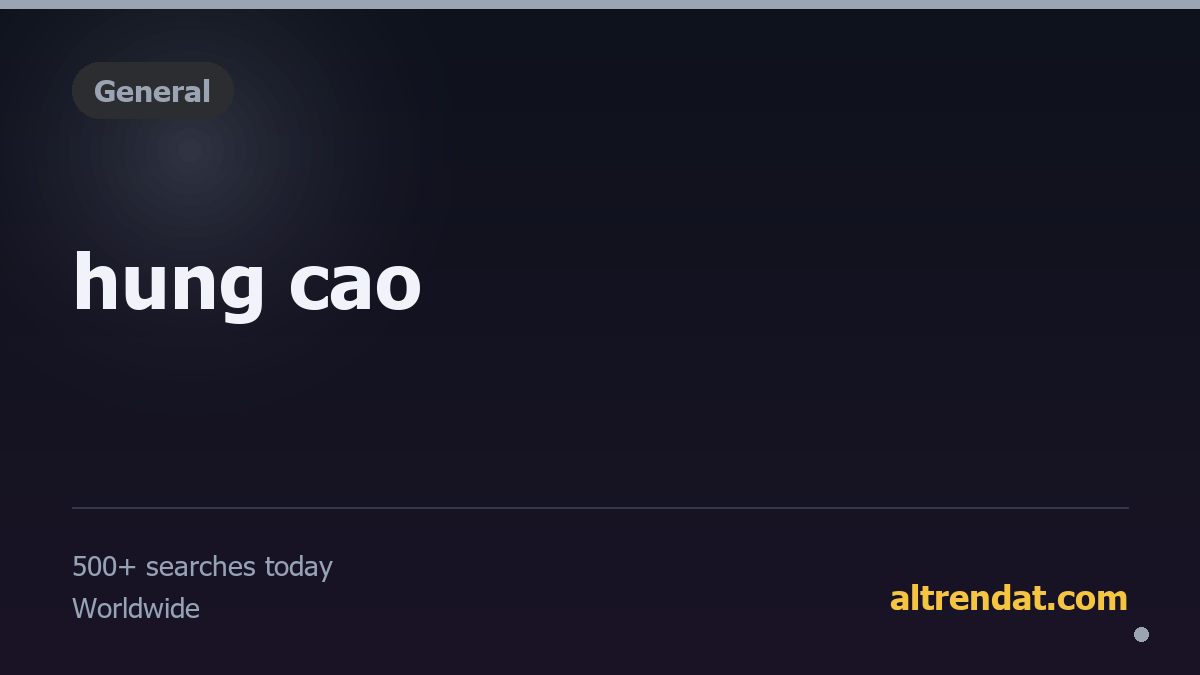 General
hung cao
500+ searches today
Worldwide
altrendat.com